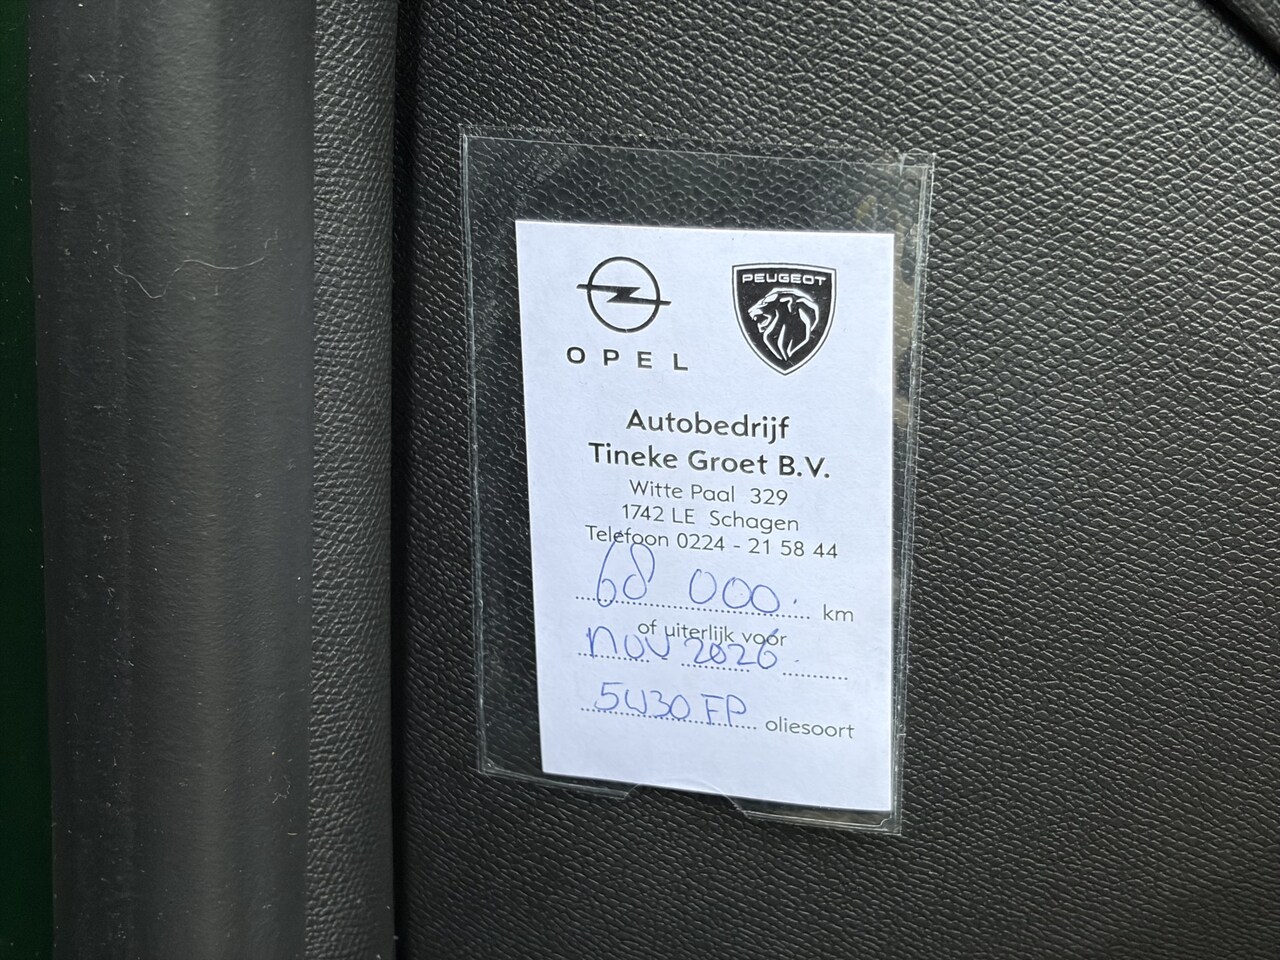 OPEL
PEUGEOT
Autobedrijf
Tineke Groet B.V.
Witte Paal 329
1742 LE Schagen
Telefoon 0224 - 21 58 44
68 000. km
of uiterlijk voor
nov 2026.
5W30 FP oliesoort